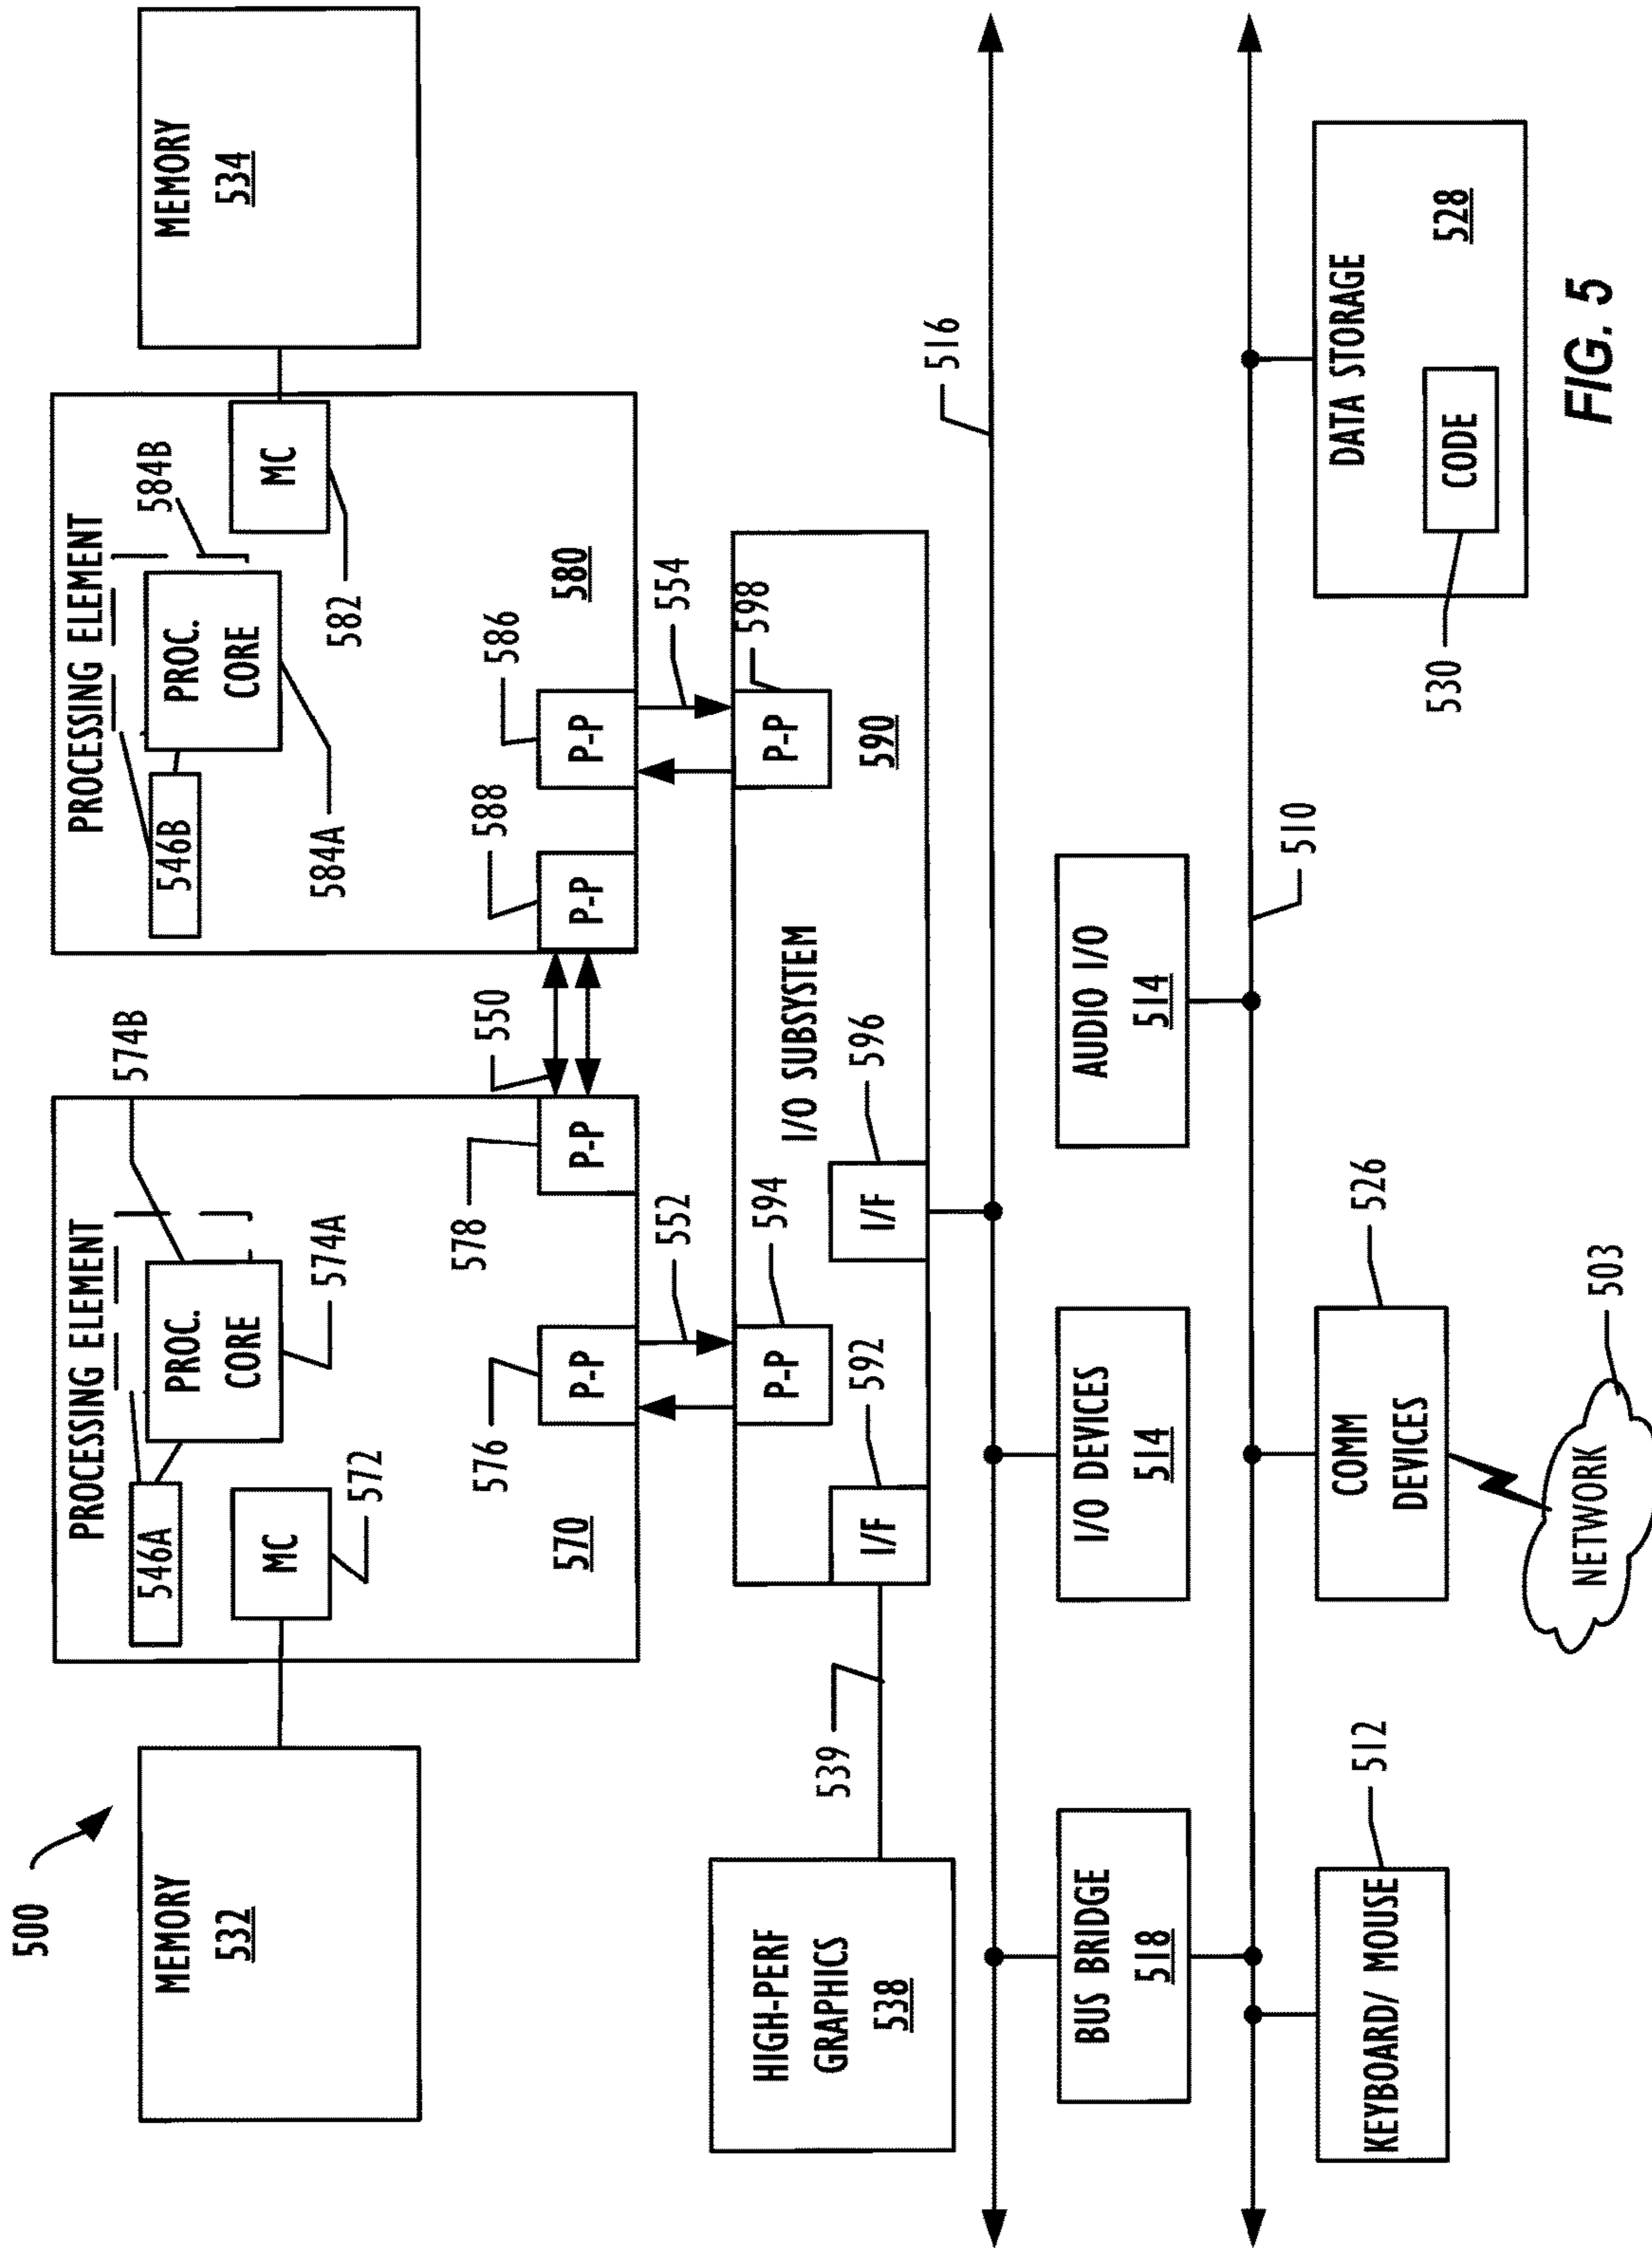 500
MEMORY
532
PROCESSING ELEMENT
546A
PROC.
CORE
574B
574A
MC
572
576
578
P-P
P-P
570
550
PROCESSING ELEMENT
546B
PROC.
CORE
584B
584A
MC
582
588
586
P-P
P-P
580
MEMORY
534
552
554
HIGH-PERF
GRAPHICS
538
539
I/O SUBSYSTEM
P-P
594
P-P
598
590
I/F
592
I/F
596
516
BUS BRIDGE
518
I/O DEVICES
514
AUDIO I/O
514
510
KEYBOARD/ MOUSE
512
COMM
DEVICES
526
NETWORK
503
DATA STORAGE
528
CODE
530
FIG. 5